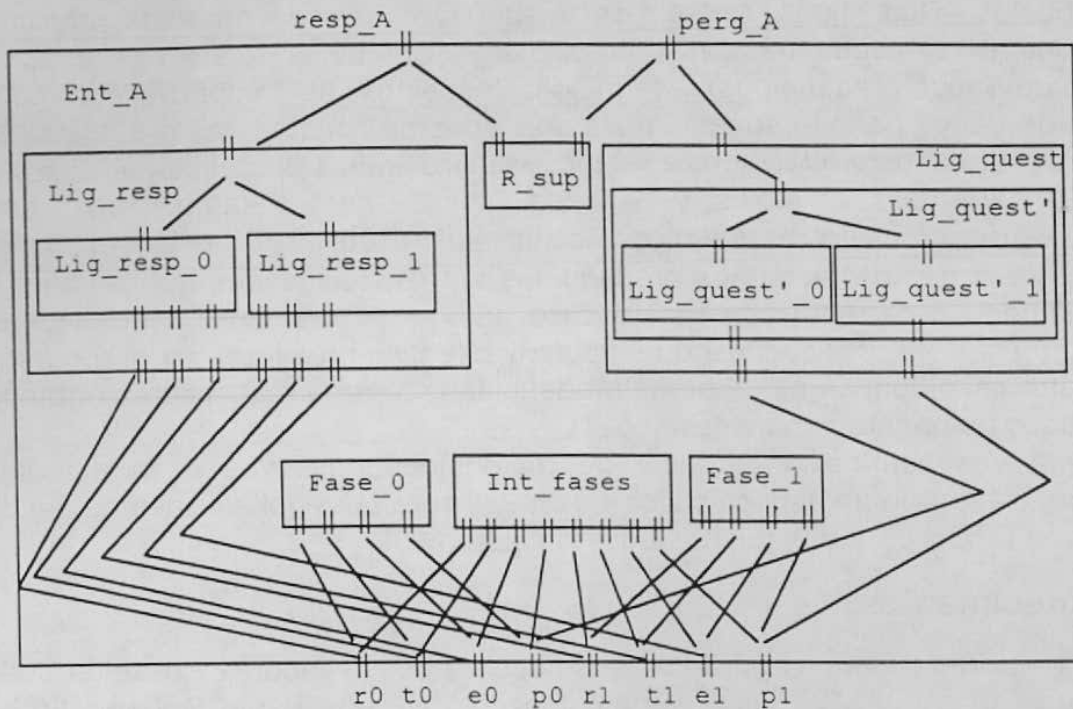 resp_A perg_A
Ent_A
Lig_resp R_sup Lig_quest
Lig_quest'
Lig_resp_0 Lig_resp_1 Lig_quest'_0 Lig_quest'_1
Fase_0 Int_fases Fase_1
r0 t0 e0 p0 r1 t1 e1 p1